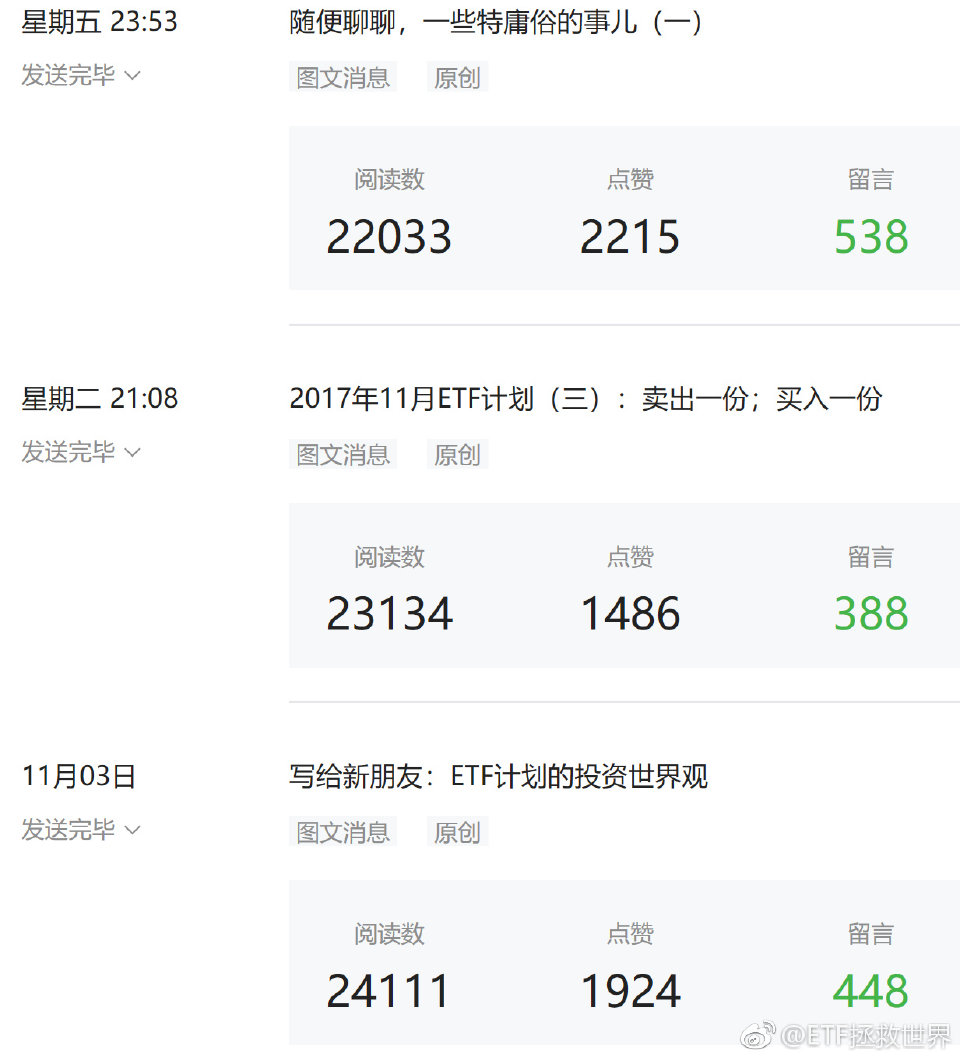 星期五 23:53 随便聊聊，一些特庸俗的事儿（一）
发送完毕 图文消息 原创
阅读数 点赞 留言
22033 2215 538
星期二 21:08 2017年11月ETF计划（三）：卖出一份；买入一份
发送完毕 图文消息 原创
阅读数 点赞 留言
23134 1486 388
11月03日 写给新朋友：ETF计划的投资世界观
发送完毕 图文消息 原创
阅读数 点赞 留言
24111 1924 448
@ETF拯救世界